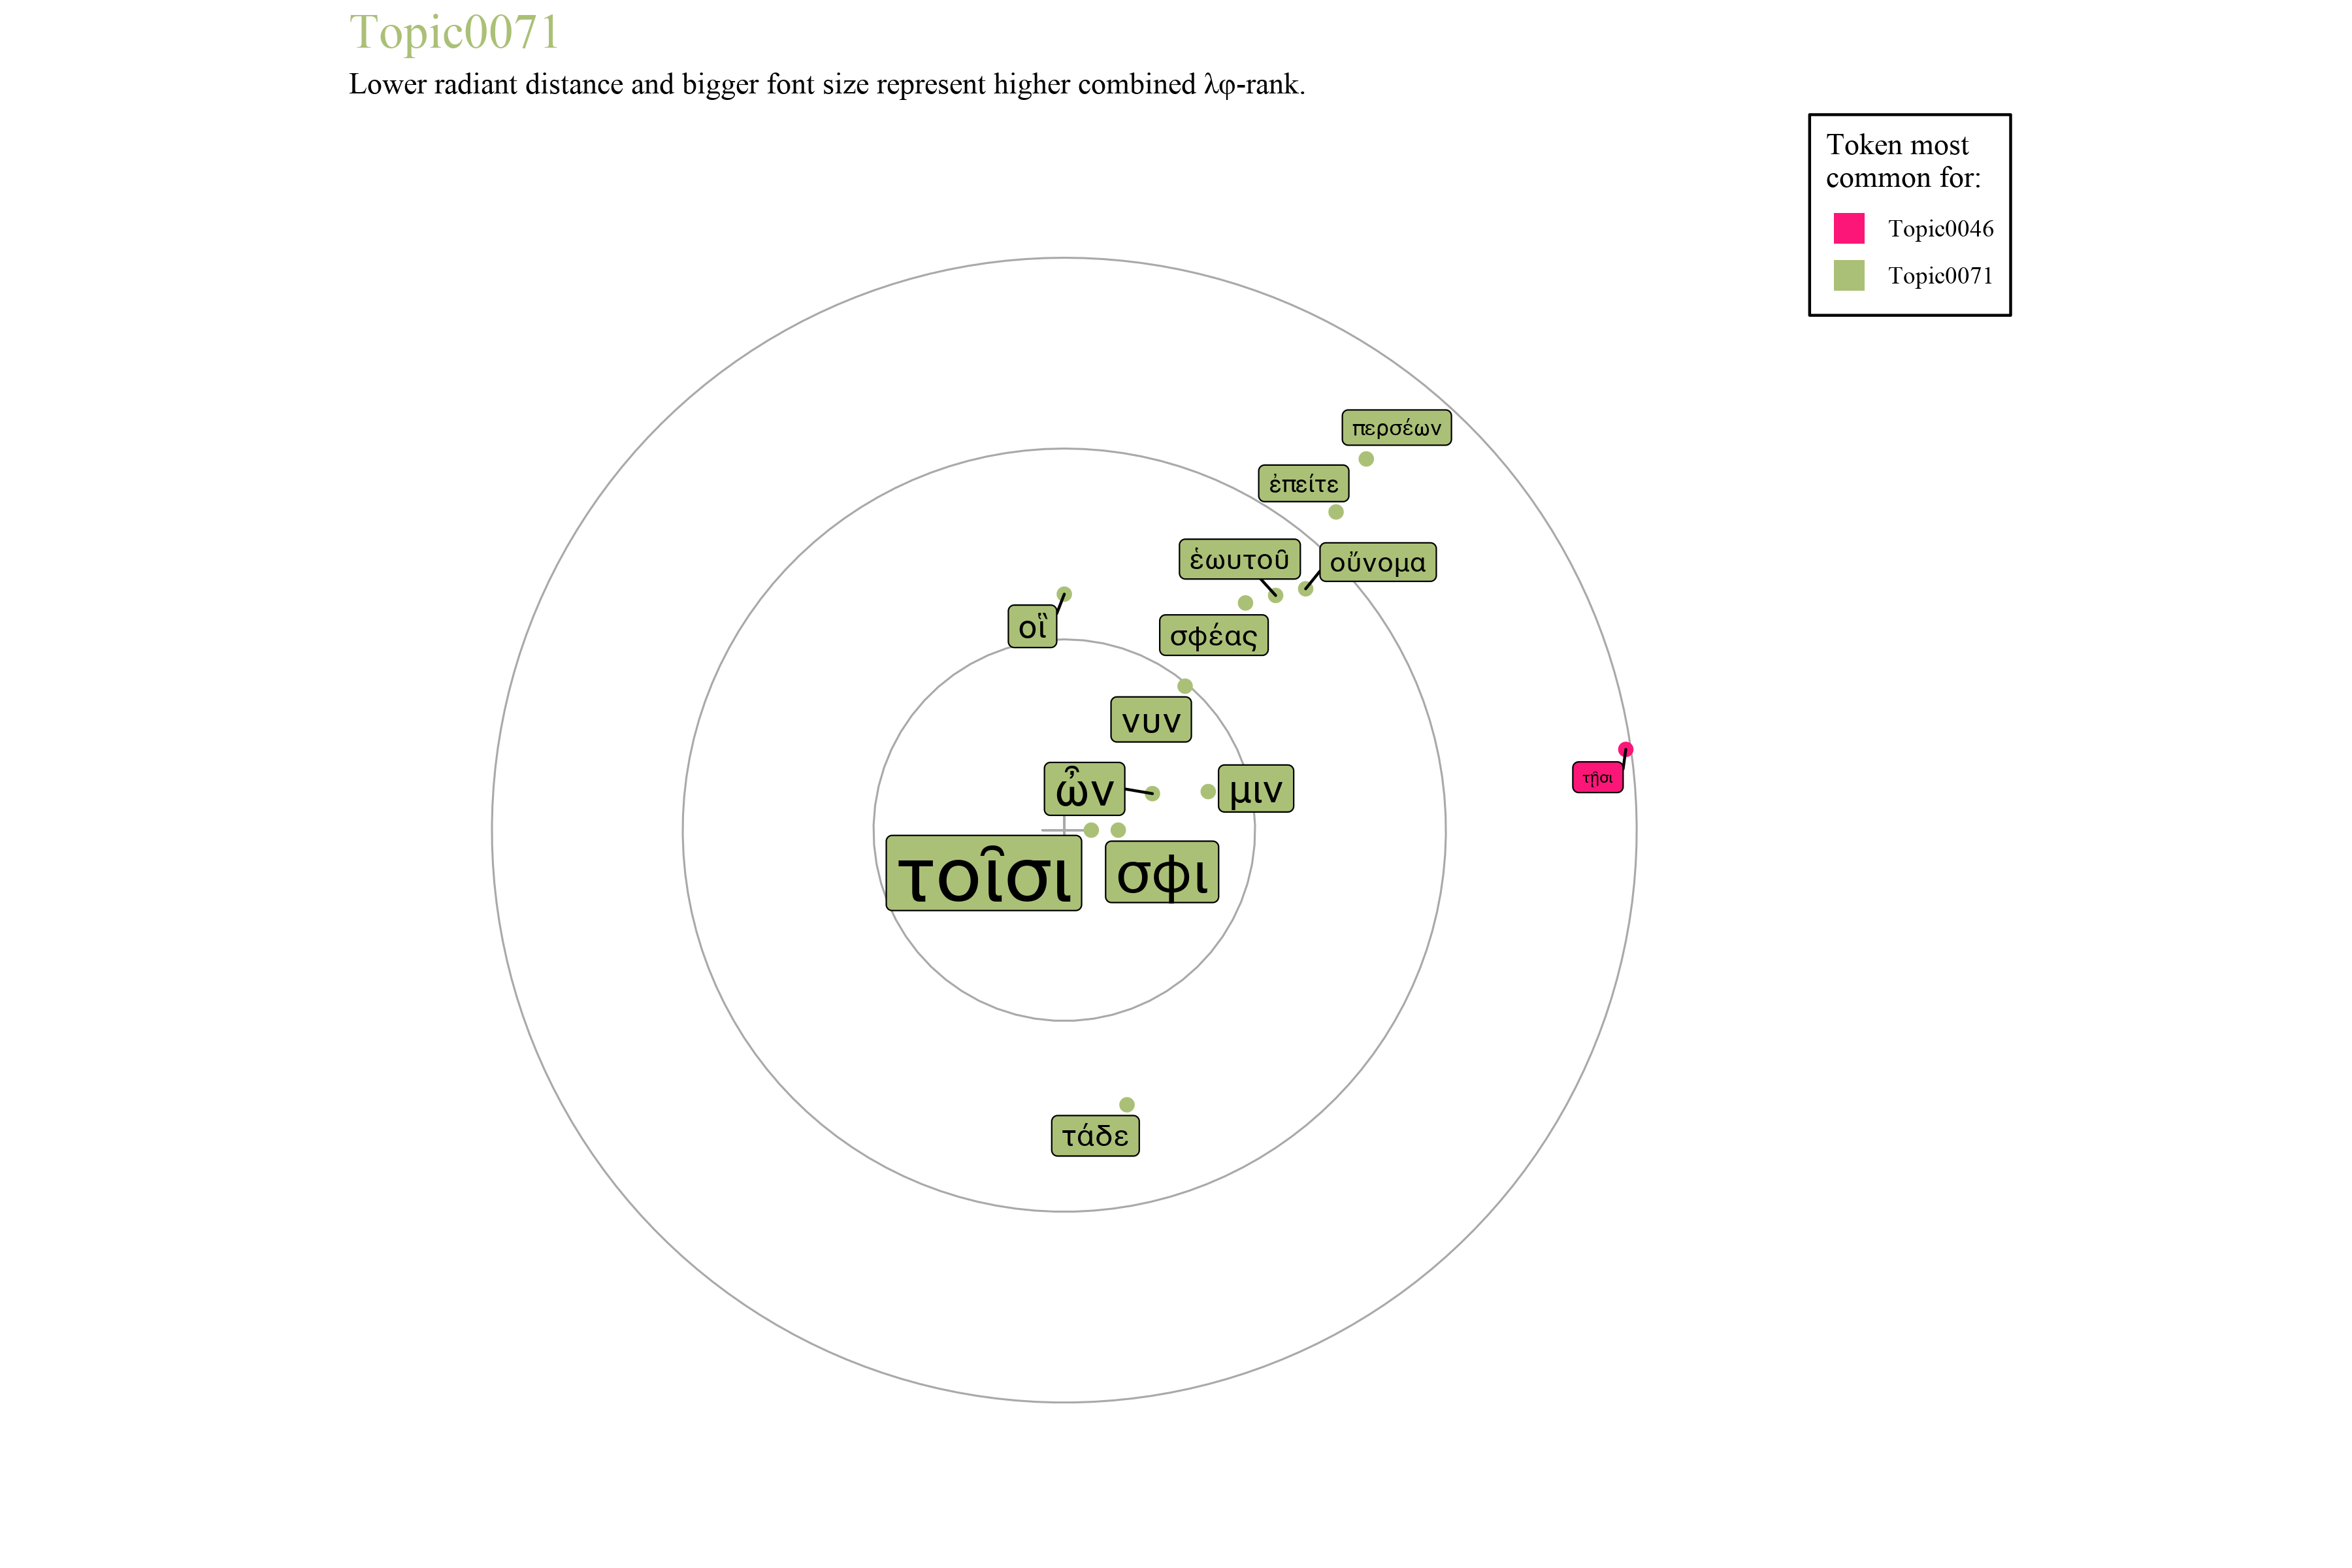 Topic0071
Lower radiant distance and bigger font size represent higher combined λφ-rank.
Token most
common for:
Topic0046
Topic0071
περσέων
ἐπείτε
ἑωυτοῦ
οὔνομα
σφέας
οἳ
νυν
ὦν
μιν
τῇσι
τοῖσι
σφι
τάδε